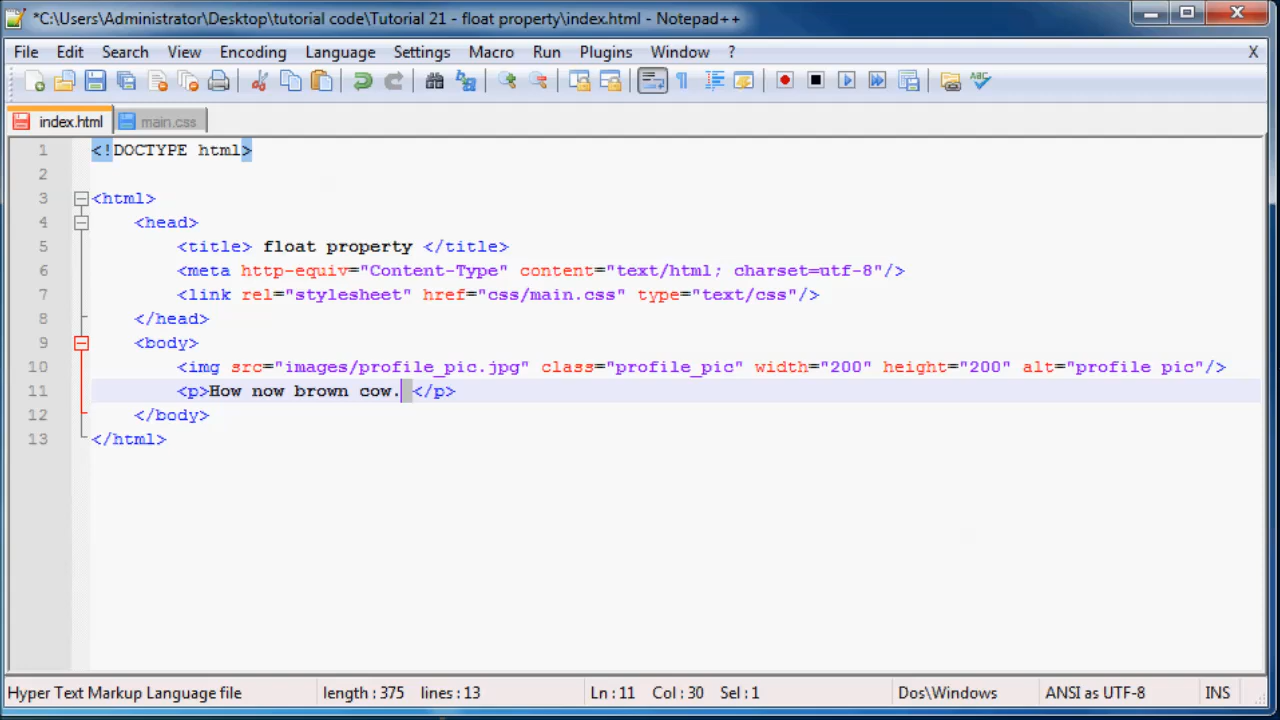 *C:\Users\Administrator\Desktop\tutorial code\Tutorial 21 - float property\index.html - Notepad++
File Edit Search View Encoding Language Settings Macro Run Plugins Window ? X
ABC
index.html main.css
1 <!DOCTYPE html>
2
3 <html>
4 <head>
5 <title> float property </title>
6 <meta http-equiv="Content-Type" content="text/html; charset=utf-8"/>
7 <link rel="stylesheet" href="css/main.css" type="text/css"/>
8 </head>
9 <body>
10 <img src="images/profile_pic.jpg" class="profile_pic" width="200" height="200" alt="profile pic"/>
11 <p>How now brown cow. </p>
12 </body>
13 </html>
Hyper Text Markup Language file length : 375 lines : 13 Ln : 11 Col : 30 Sel : 1 Dos\Windows ANSI as UTF-8 INS